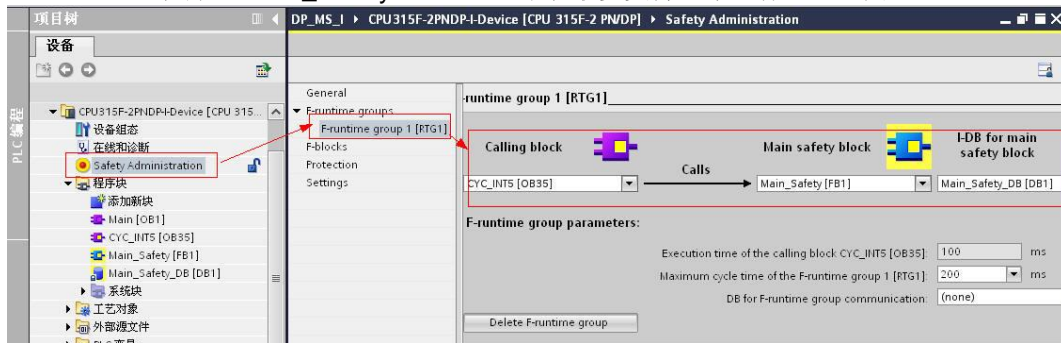 项目树
DP_MS_I ▸ CPU315F-2PNDP-I-Device [CPU 315F-2 PN/DP] ▸ Safety Administration
设备
PLC 编程
CPU315F-2PNDP-I-Device [CPU 315...
设备组态
在线和诊断
Safety Administration
程序块
添加新块
Main [OB1]
CYC_INT5 [OB35]
Main_Safety [FB1]
Main_Safety_DB [DB1]
系统块
工艺对象
外部源文件
General
F-runtime groups
F-runtime group 1 [RTG1]
F-blocks
Protection
Settings
-runtime group 1 [RTG1]
Calling block
Calls
Main safety block
I-DB for main
safety block
CYC_INT5 [OB35]
Main_Safety [FB1]
Main_Safety_DB [DB1]
F-runtime group parameters:
Execution time of the calling block CYC_INT5 [OB35]: 100 ms
Maximum cycle time of the F-runtime group 1 [RTG1]: 200 ms
DB for F-runtime group communication: (none)
Delete F-runtime group